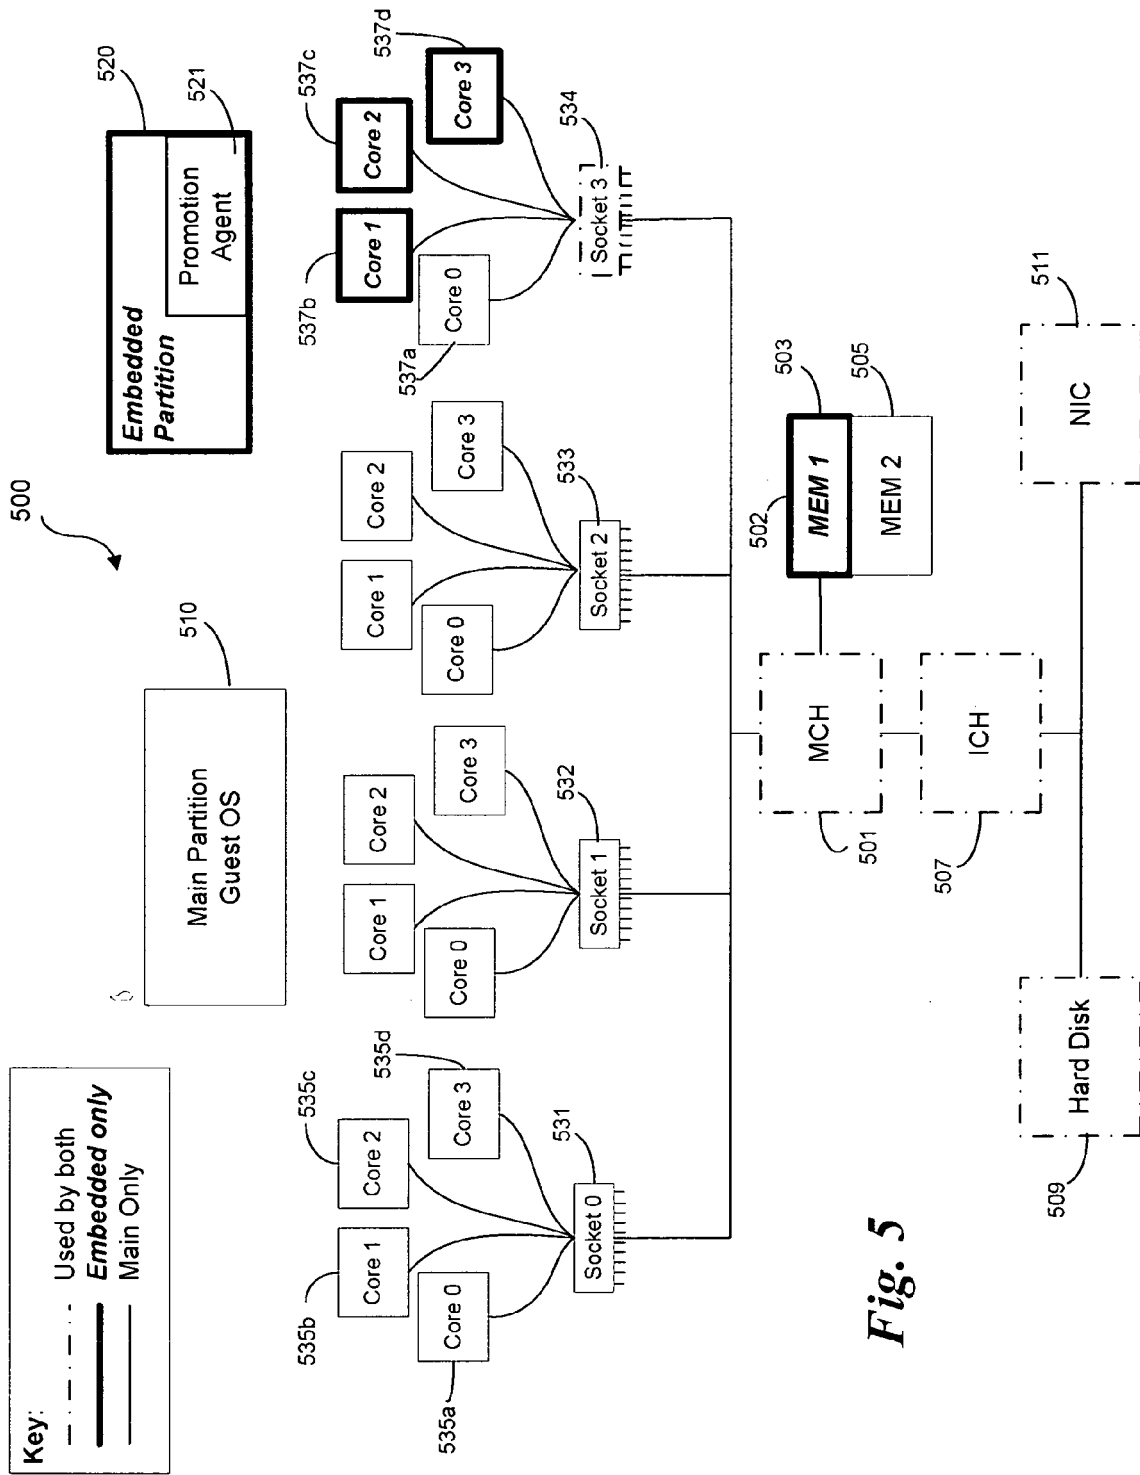 Key:
Used by both
Embedded only
Main Only
500
Main Partition
Guest OS
510
Embedded
Partition
Promotion
Agent
520
521
Core 0
Core 1
Core 2
Core 3
535a
535b
535c
535d
Socket 0
531
Core 0
Core 1
Core 2
Core 3
Socket 1
532
Core 0
Core 1
Core 2
Core 3
Socket 2
533
Core 0
Core 1
Core 2
Core 3
537a
537b
537c
537d
Socket 3
534
MCH
501
502
MEM 1
503
MEM 2
505
ICH
507
Hard Disk
509
NIC
511
Fig. 5